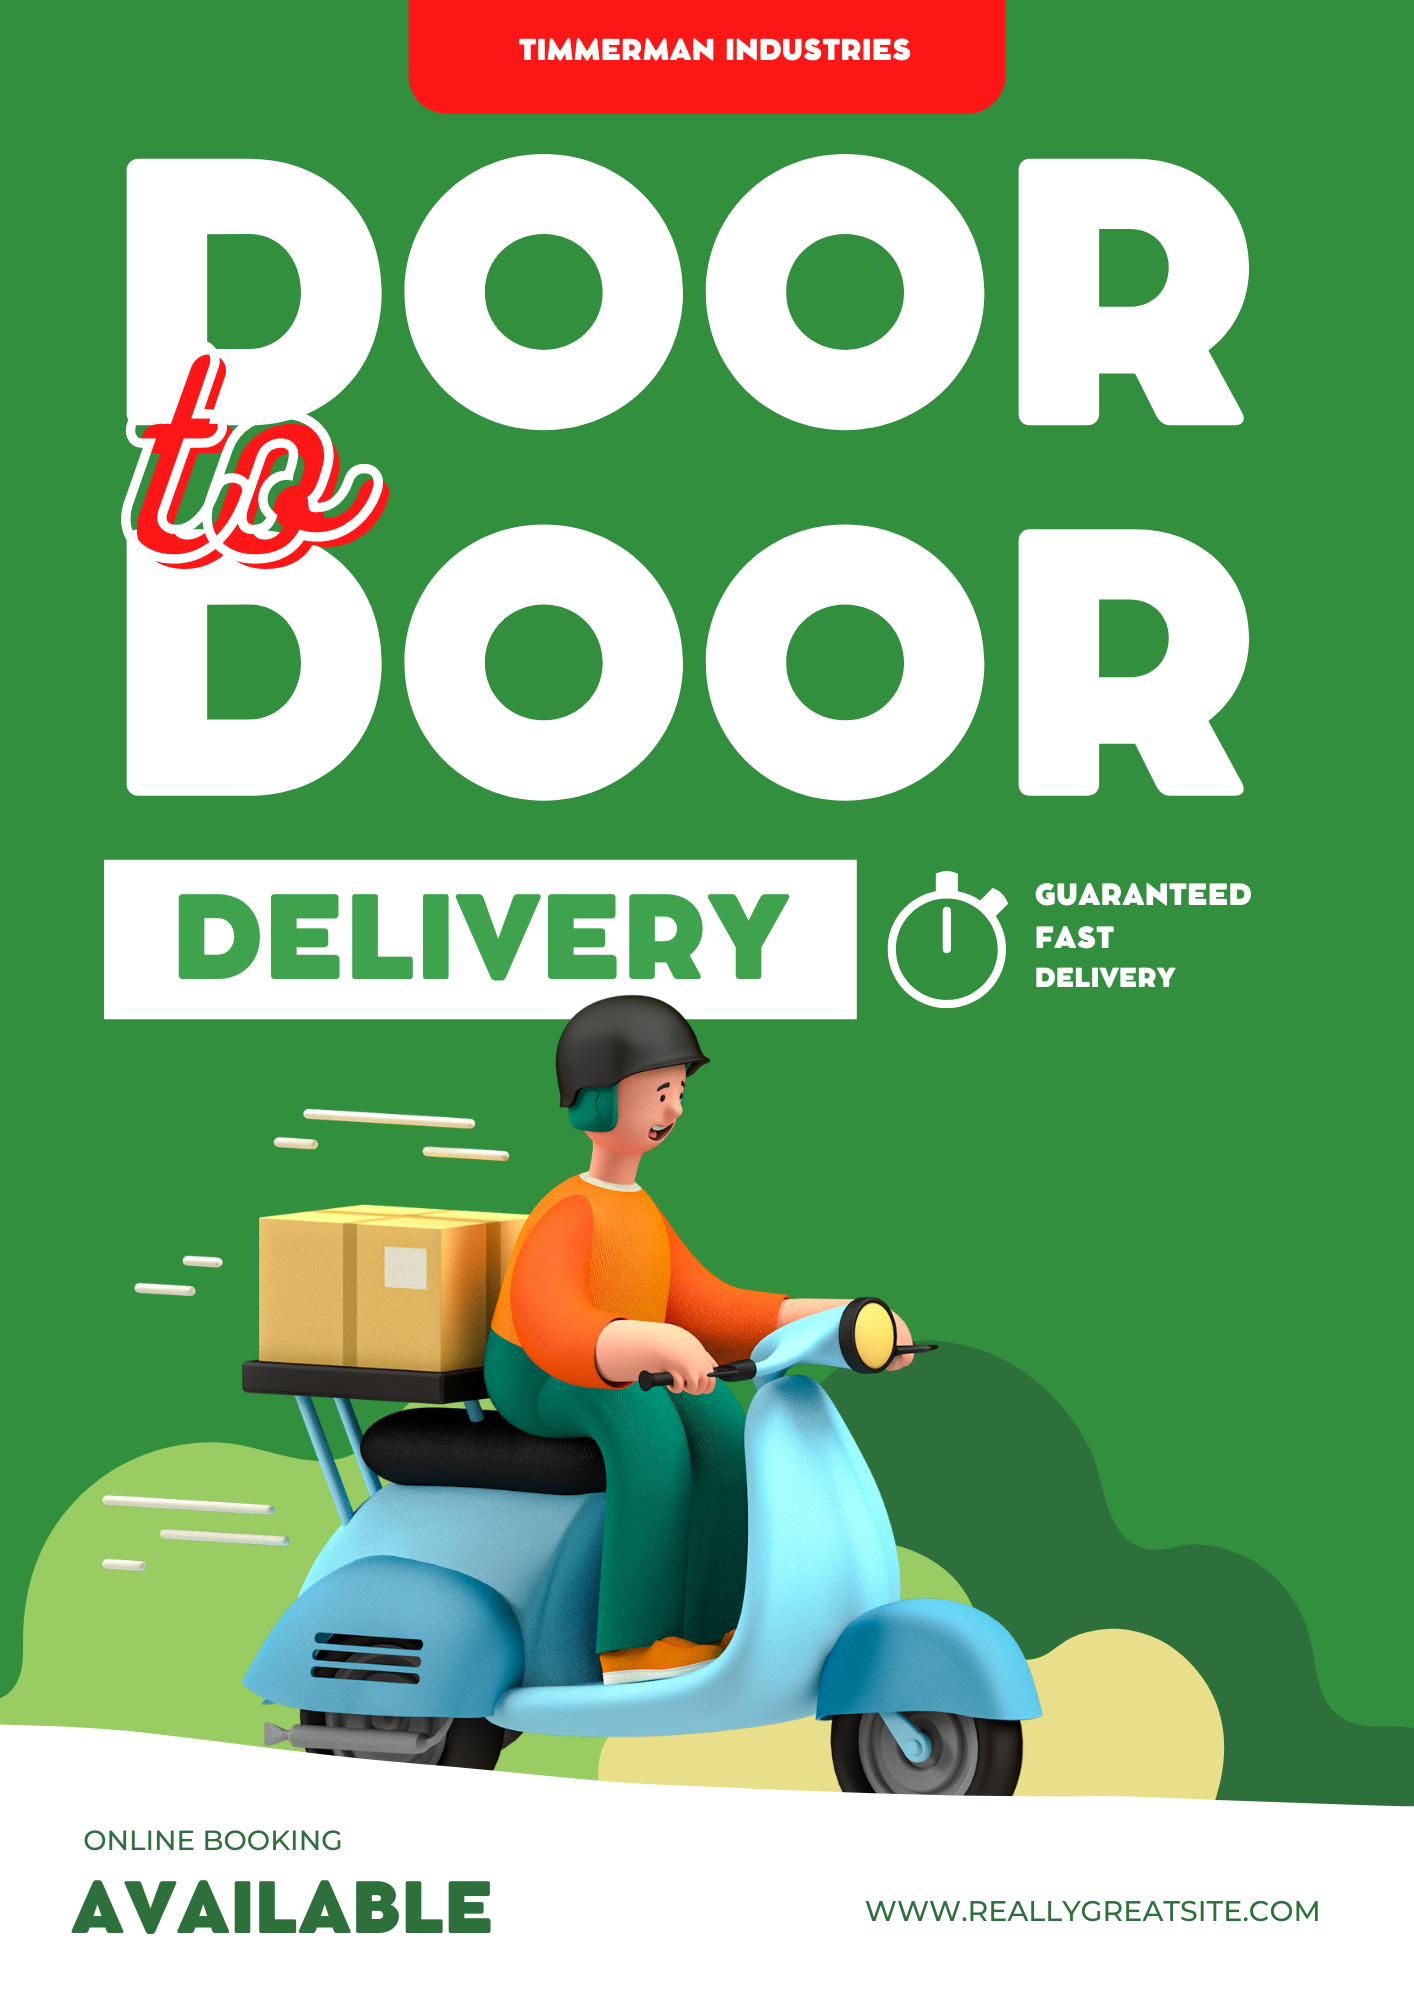 TIMMERMAN INDUSTRIES
DOOR
to
DOOR
DELIVERY
GUARANTEED
FAST
DELIVERY
ONLINE BOOKING
AVAILABLE
WWW.REALLYGREATSITE.COM